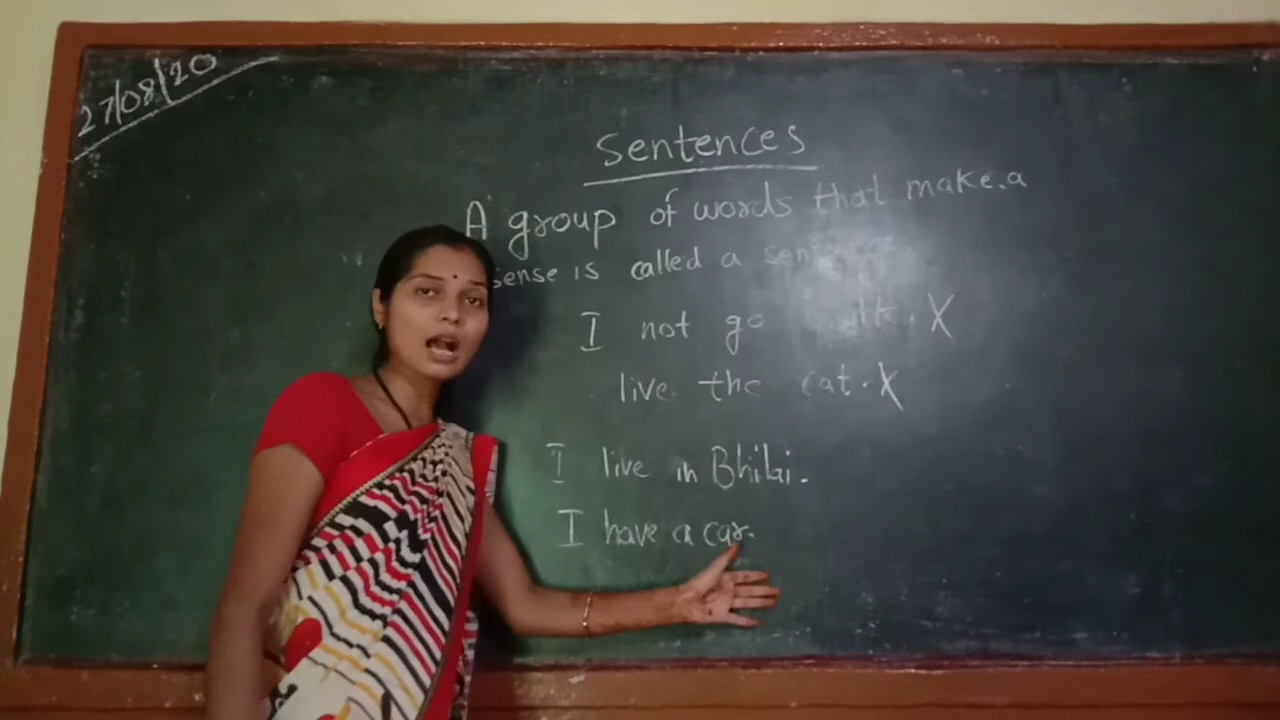 27/08/20
Sentences
A group of words that make a
sense is called a sentence
I not go X
live the cat. X
I live in Bhilai.
I have a car.